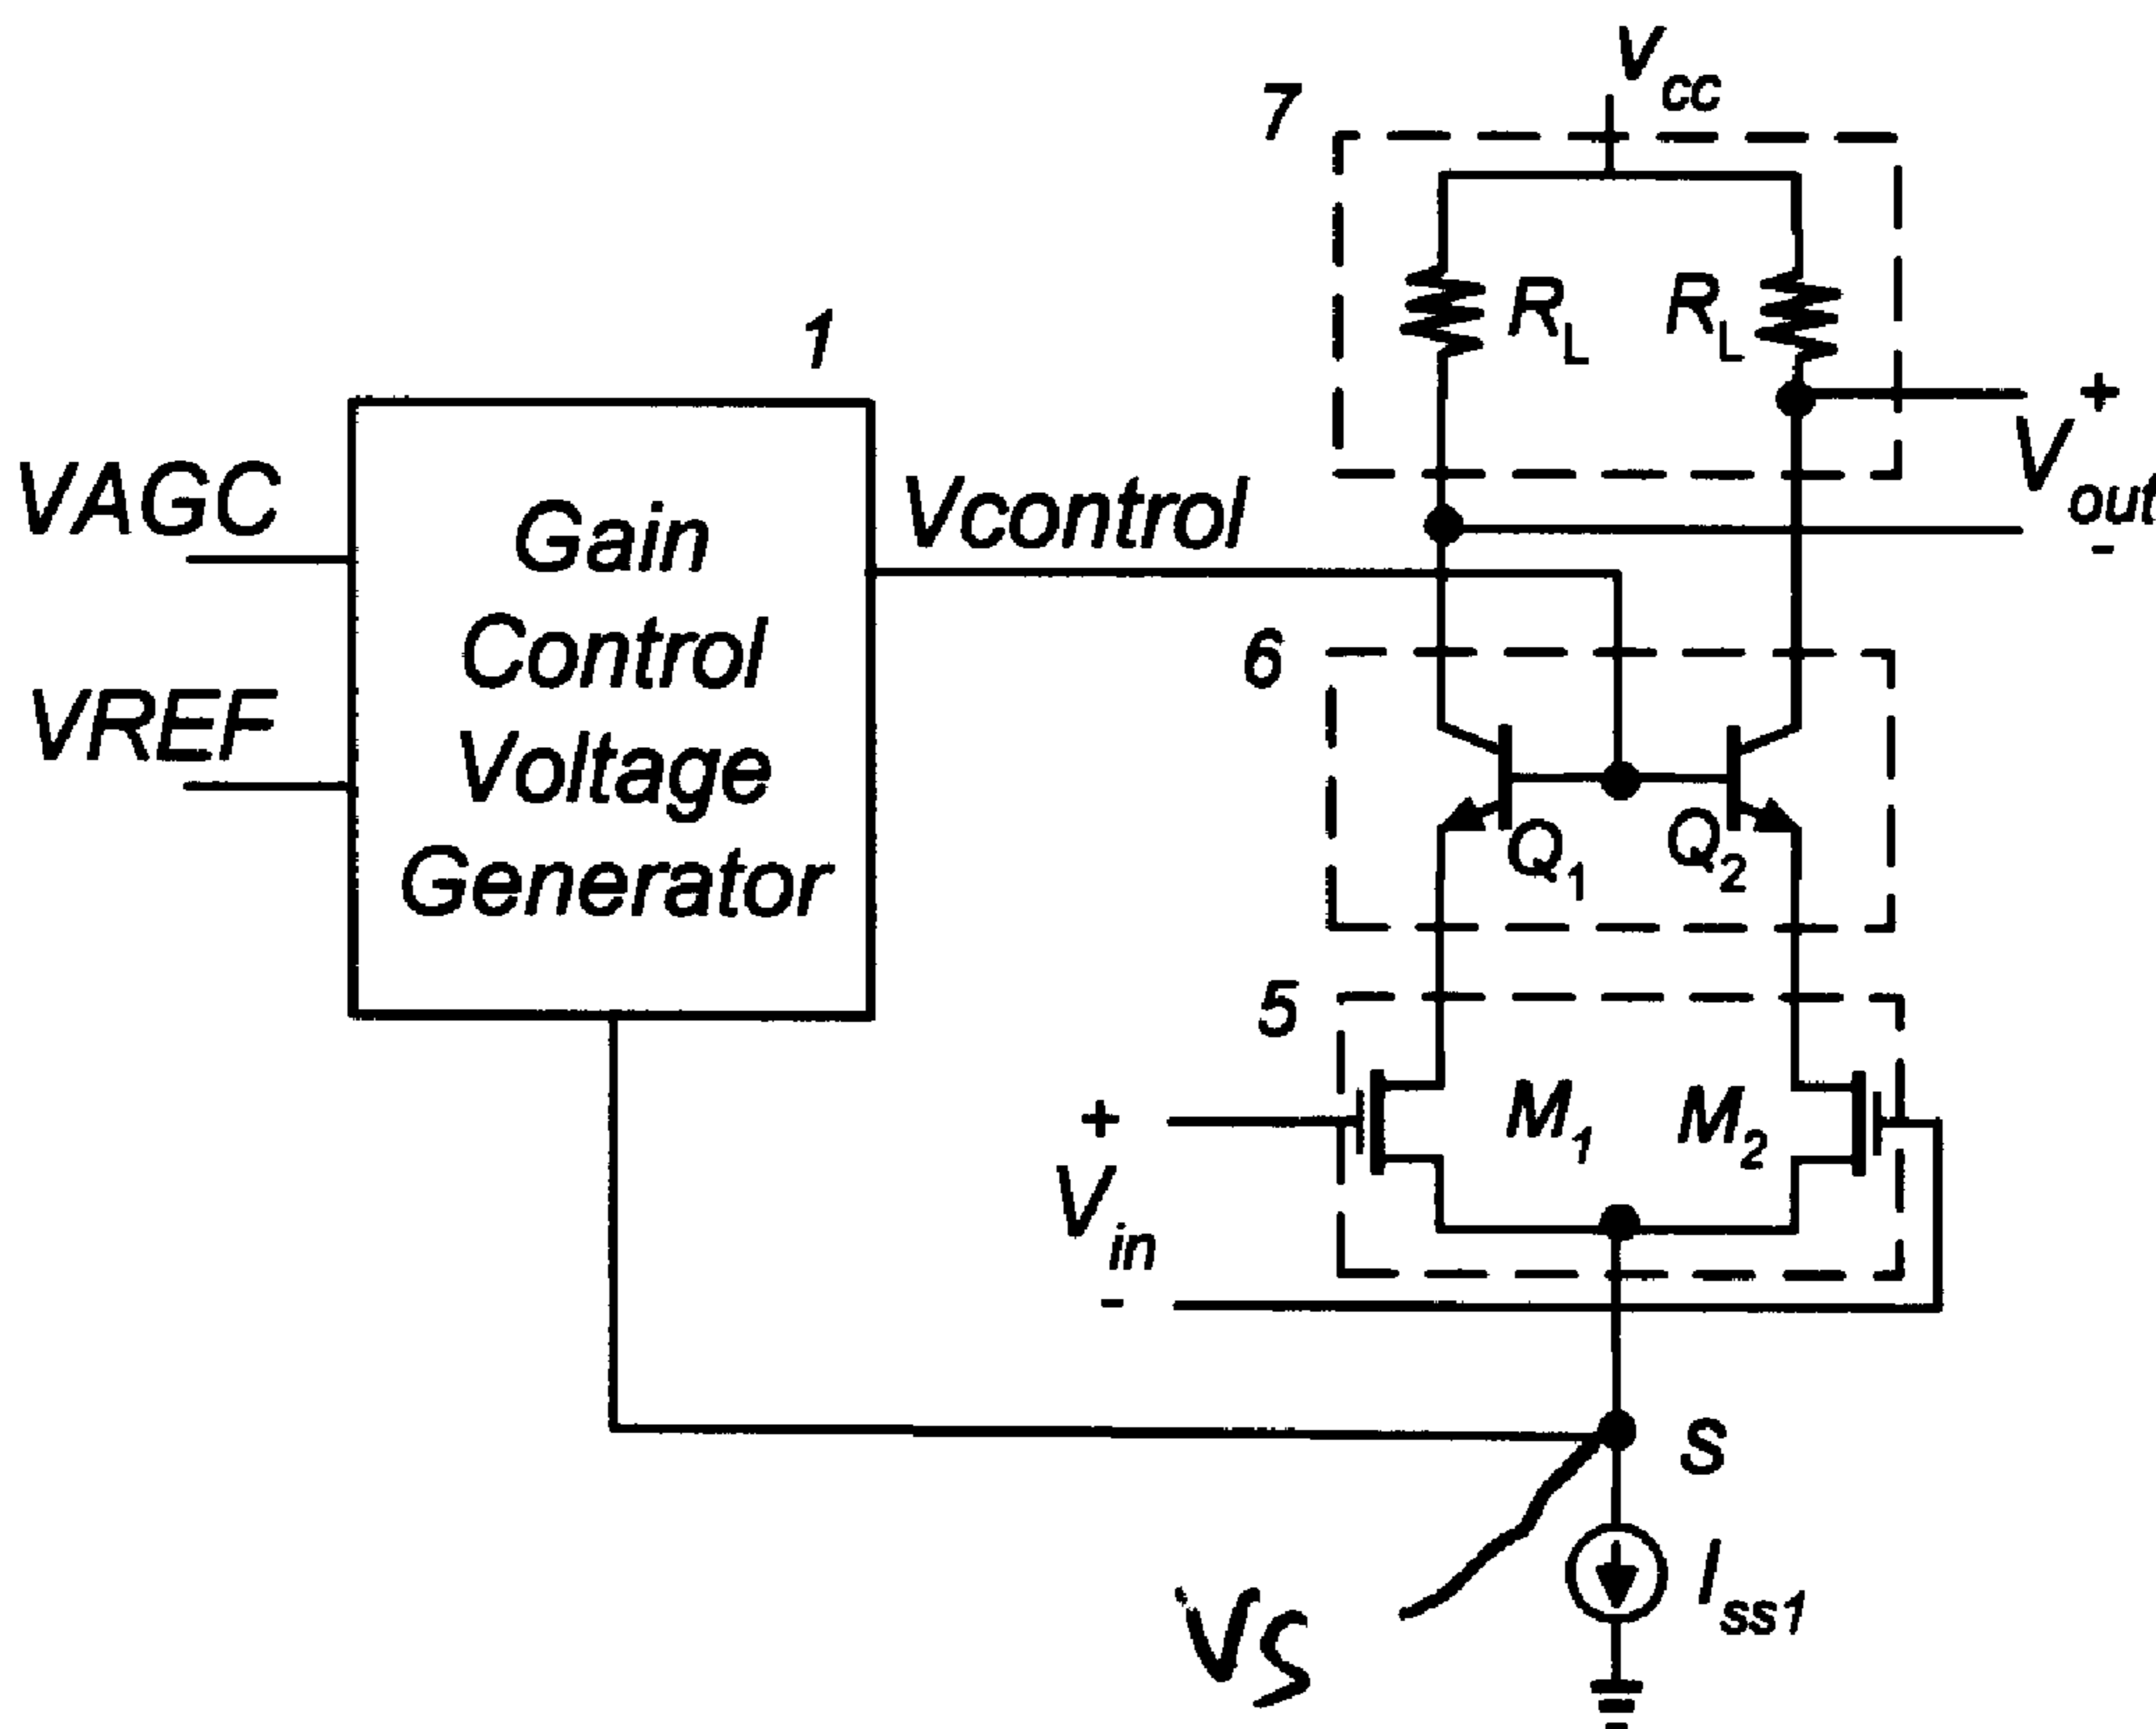 Vcc
7
RL
RL
1
+
Vout
-
VAGC
VREF
Gain
Control
Voltage
Generator
Vcontrol
6
Q1
Q2
5
M1
M2
+
Vin
-
S
Iss1
VS